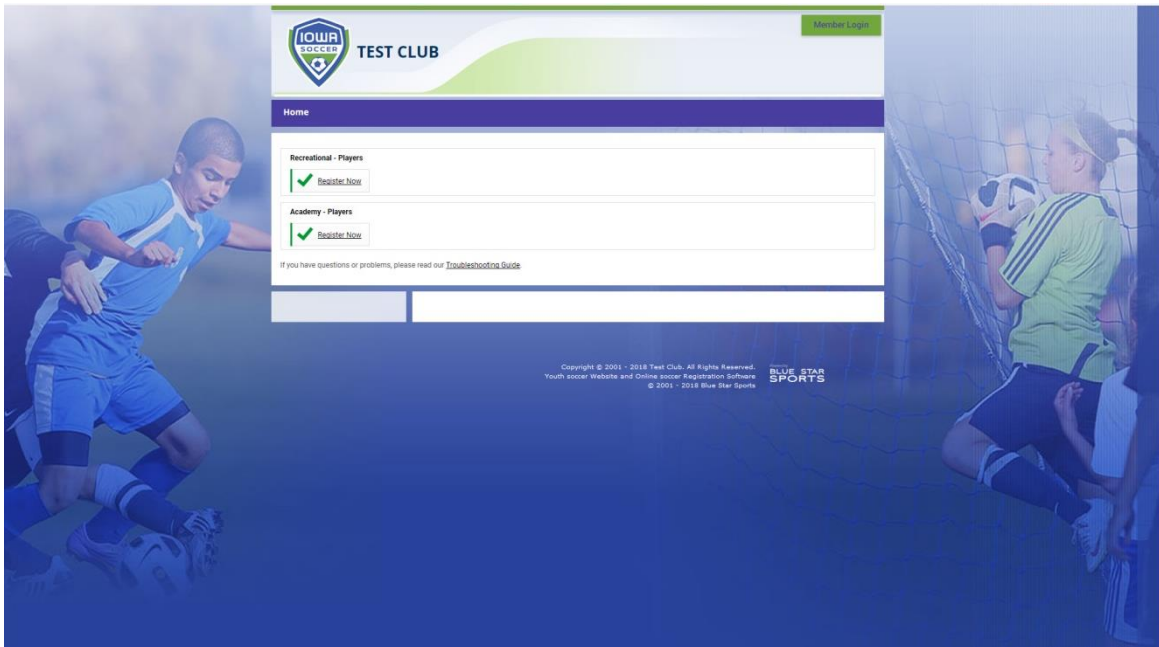 Member Login
IOWA
SOCCER
TEST CLUB
Home
Recreational - Players
Register Now
Academy - Players
Register Now
If you have questions or problems, please read our Troubleshooting Guide.
Copyright © 2001 - 2018 Test Club. All Rights Reserved.
Youth soccer Website and Online soccer Registration Software
© 2001 - 2018 Blue Star Sports
BLUE STAR
SPORTS